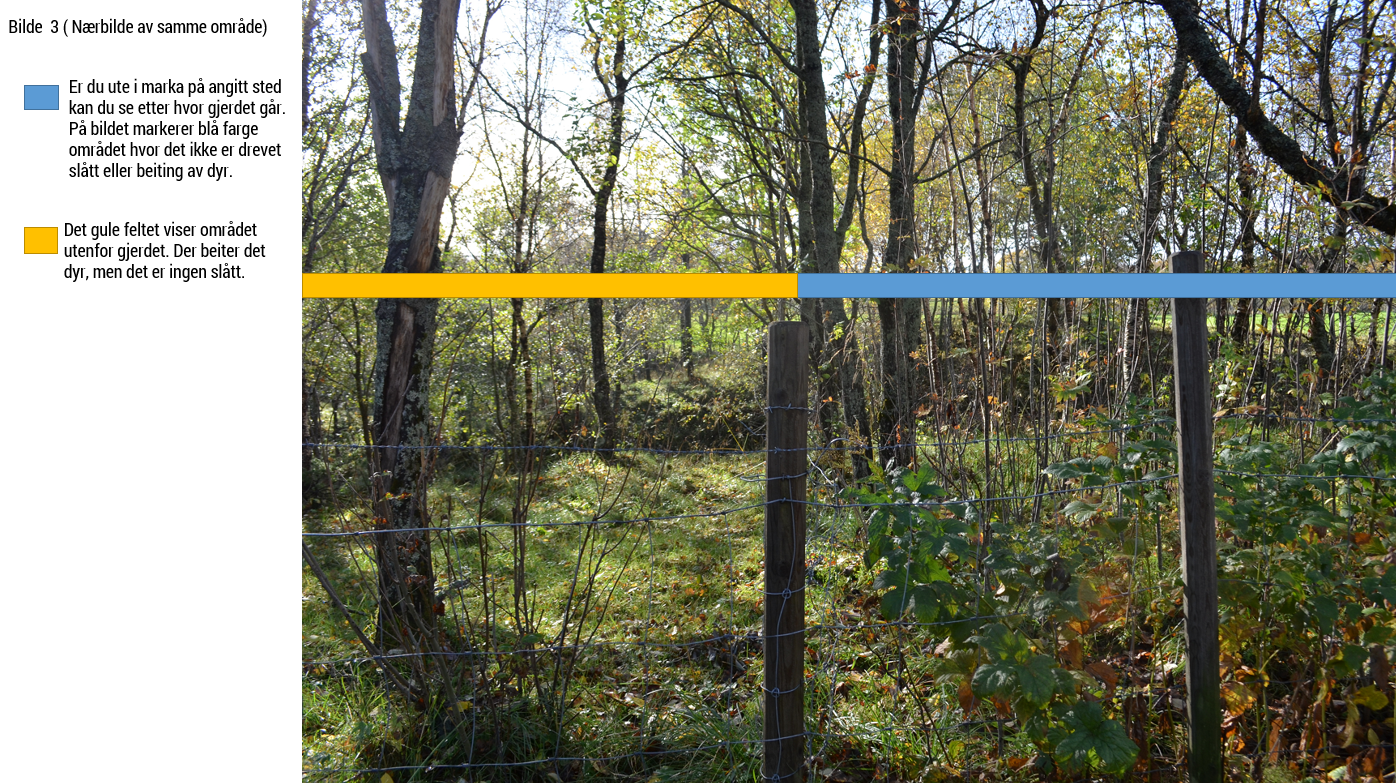 Bilde 3 ( Nærbilde av samme område)
Er du ute i marka på angitt sted
kan du se etter hvor gjerdet går.
På bildet markerer blå farge
området hvor det ikke er drevet
slått eller beiting av dyr.
Det gule feltet viser området
utenfor gjerdet. Der beiter det
dyr, men det er ingen slått.